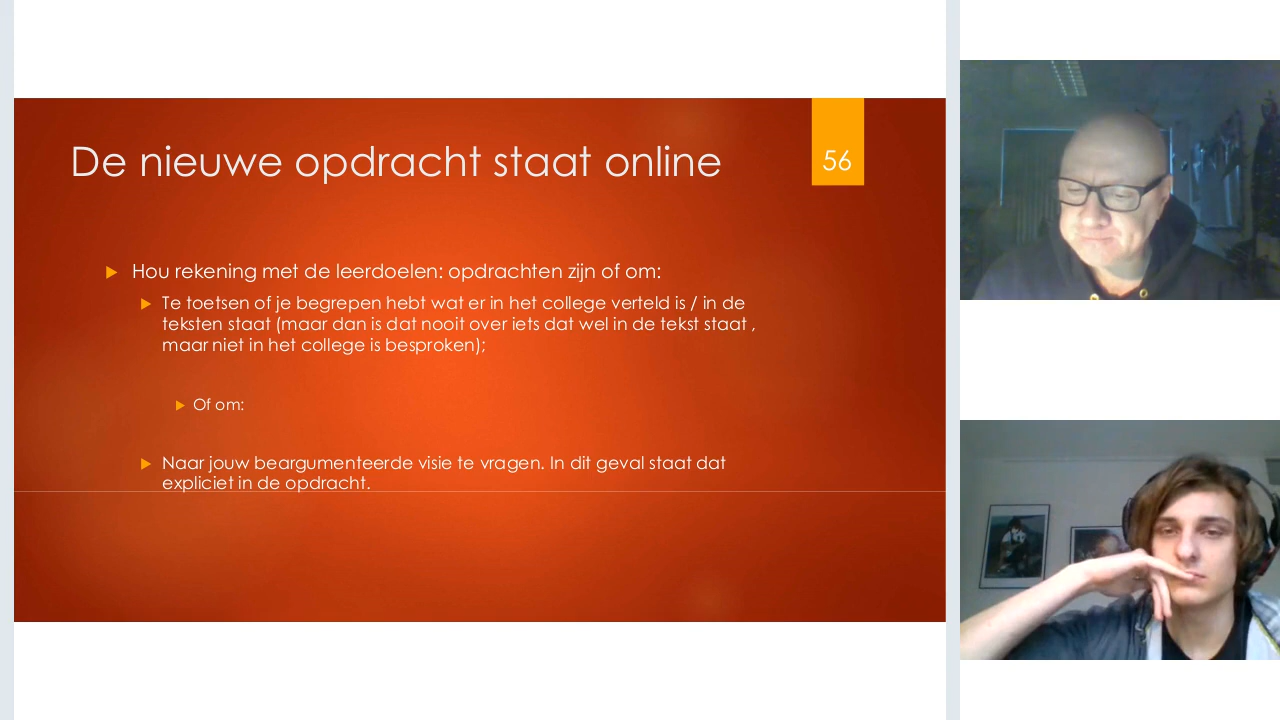 De nieuwe opdracht staat online
56
Hou rekening met de leerdoelen: opdrachten zijn of om:
Te toetsen of je begrepen hebt wat er in het college verteld is / in de
teksten staat (maar dan is dat nooit over iets dat wel in de tekst staat ,
maar niet in het college is besproken);
Of om:
Naar jouw beargumenteerde visie te vragen. In dit geval staat dat
expliciet in de opdracht.